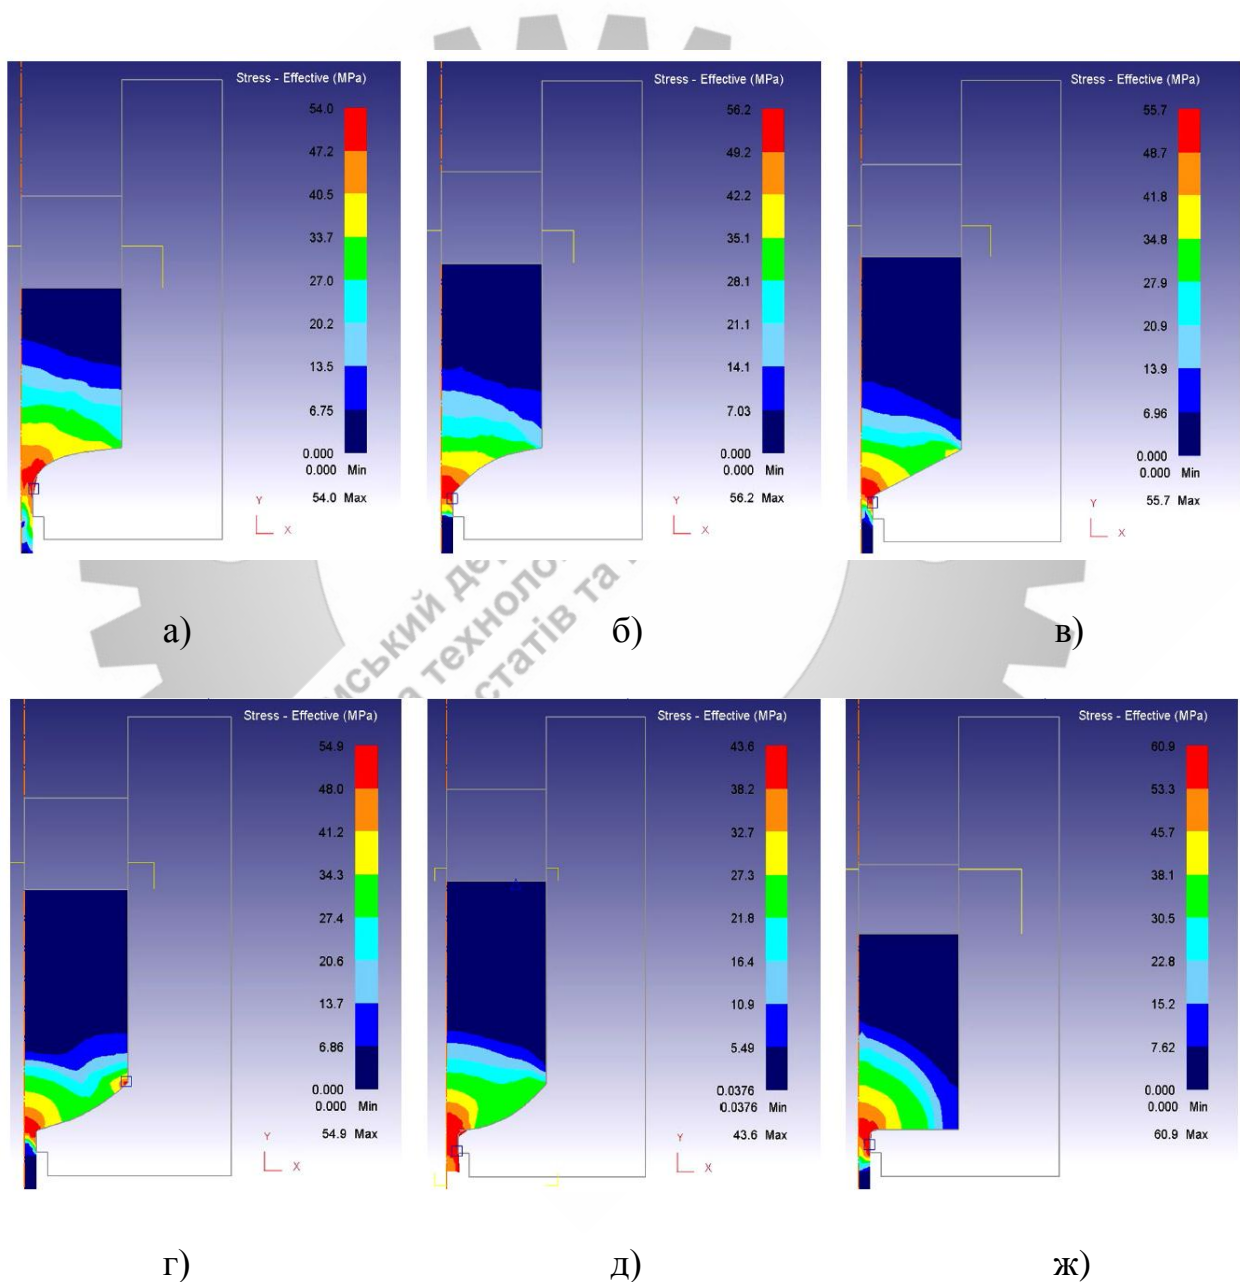 Stress - Effective (MPa)
54.0
47.2
40.5
33.7
27.0
20.2
13.5
6.75
0.000
0.000 Min
54.0 Max
Y
X
Stress - Effective (MPa)
56.2
49.2
42.2
35.1
28.1
21.1
14.1
7.03
0.000
0.000 Min
56.2 Max
Y
X
Stress - Effective (MPa)
55.7
48.7
41.8
34.8
27.9
20.9
13.9
6.96
0.000
0.000 Min
55.7 Max
Y
X
а)
б)
в)
Stress - Effective (MPa)
54.9
48.0
41.2
34.3
27.4
20.6
13.7
6.86
0.000
0.000 Min
54.9 Max
Y
X
Stress - Effective (MPa)
43.6
38.2
32.7
27.3
21.8
16.4
10.9
5.49
0.0376
0.0376 Min
43.6 Max
Y
X
Stress - Effective (MPa)
60.9
53.3
45.7
38.1
30.5
22.8
15.2
7.62
0.000
0.000 Min
60.9 Max
г)
д)
ж)